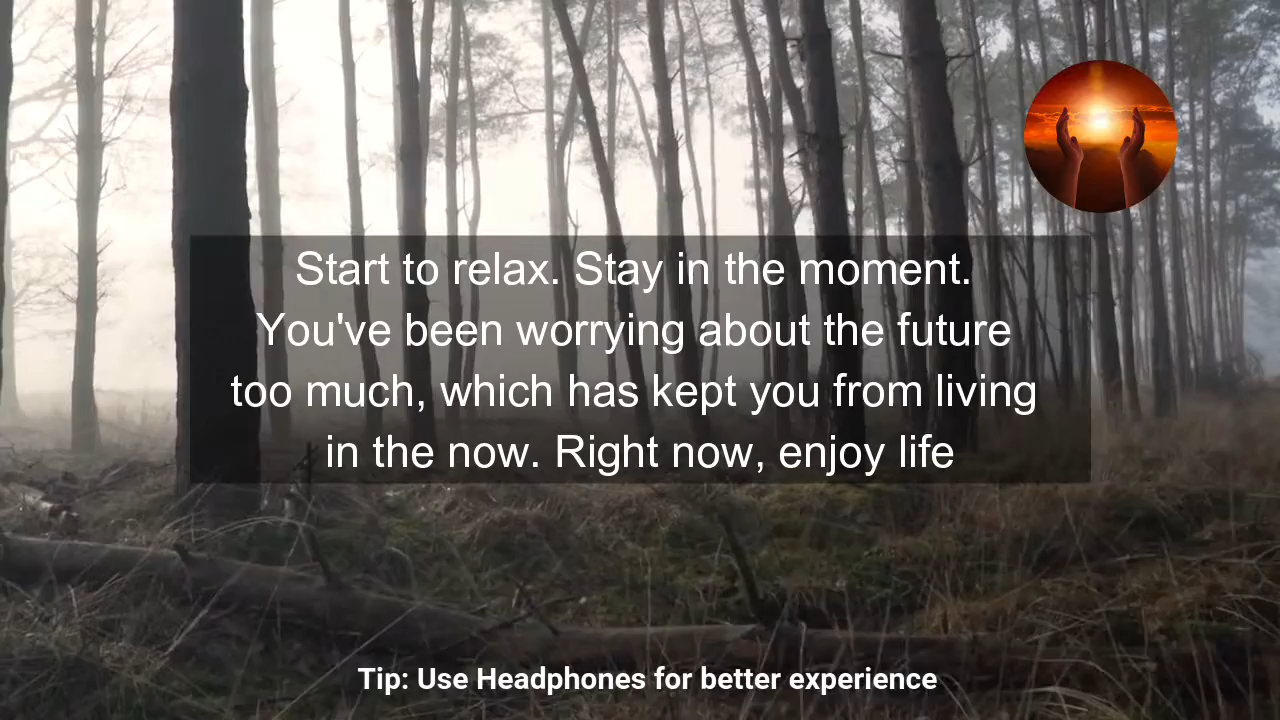 Start to relax. Stay in the moment.
You've been worrying about the future
too much, which has kept you from living
in the now. Right now, enjoy life
Tip: Use Headphones for better experience